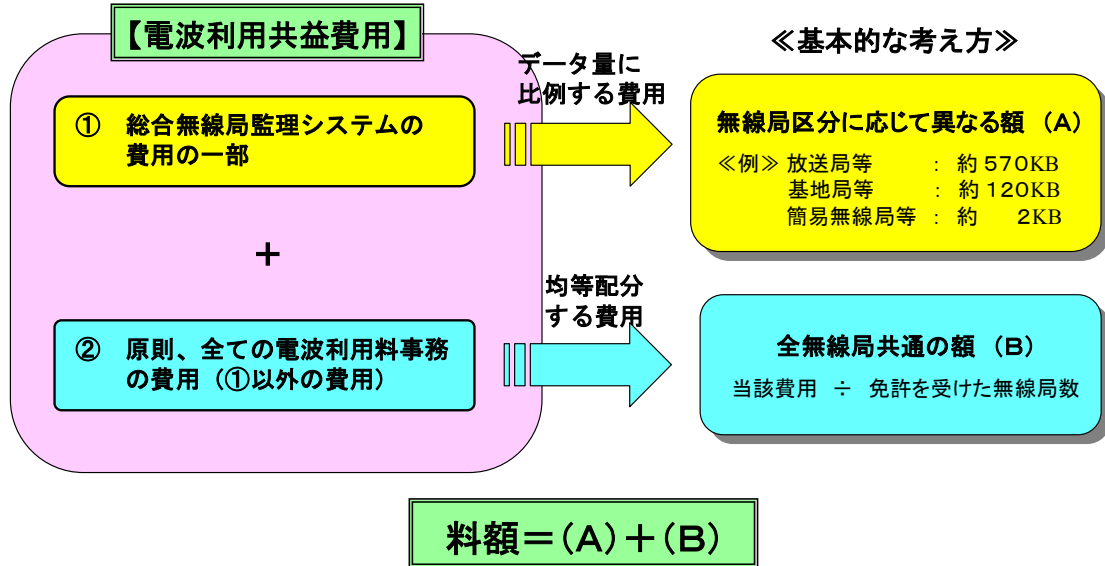 【電波利用共益費用】
① 総合無線局監理システムの
費用の一部
+
② 原則、全ての電波利用料事務
の費用(①以外の費用)
データ量に
比例する費用
均等配分
する費用
≪基本的な考え方≫
無線局区分に応じて異なる額 (A)
≪例≫ 放送局等 : 約570KB
基地局等 : 約120KB
簡易無線局等 : 約 2KB
全無線局共通の額 (B)
当該費用 ÷ 免許を受けた無線局数
料額=(A)+(B)